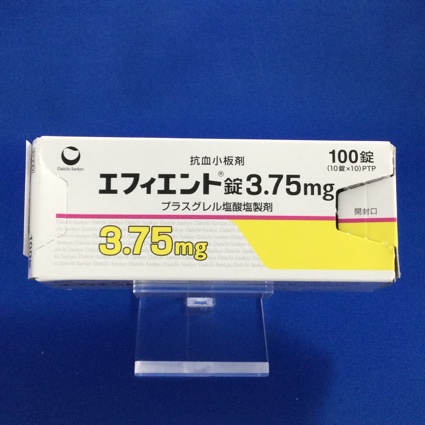 Daiichi-Sankyo
抗血小板剤
100錠
(10錠×10)PTP
エフィエント®錠3.75mg
プラスグレル塩酸塩製剤
開封口
3.75mg